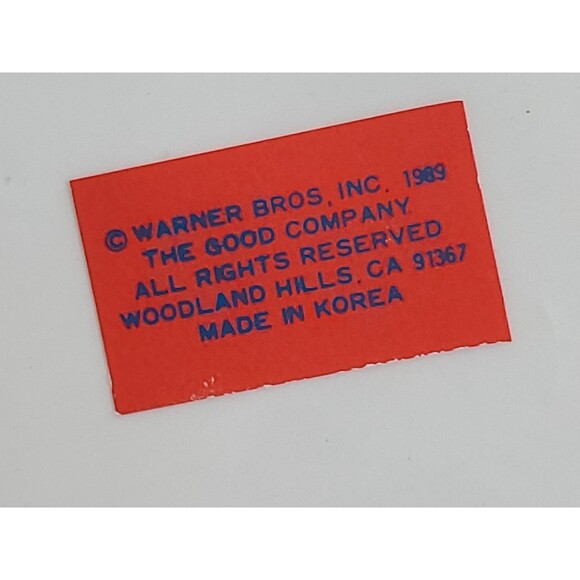 © WARNER BROS, INC. 1989
THE GOOD COMPANY
ALL RIGHTS RESERVED
WOODLAND HILLS, CA 91367
MADE IN KOREA